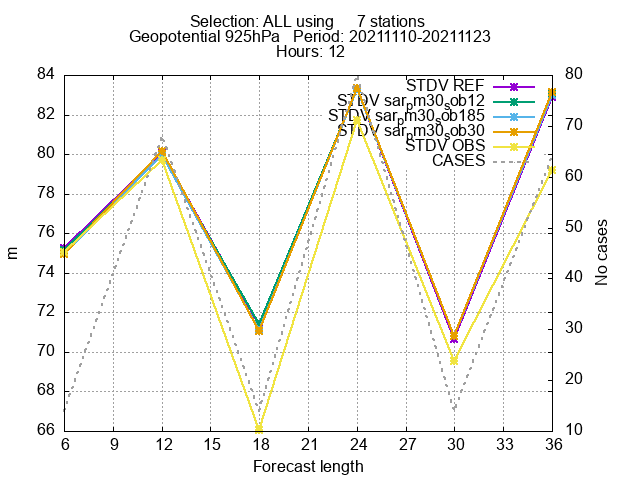 Selection: ALL using 7 stations
Geopotential 925hPa Period: 20211110-20211123
Hours: 12
84
82
80
78
76
74
72
70
68
66
m
80
70
60
50
40
30
20
10
No cases
STDV REF
STDV sar_pm30_sob12
STDV sar_pm30_sob185
STDV sar_pm30_sob30
STDV OBS
CASES
6 9 12 15 18 21 24 27 30 33 36
Forecast length